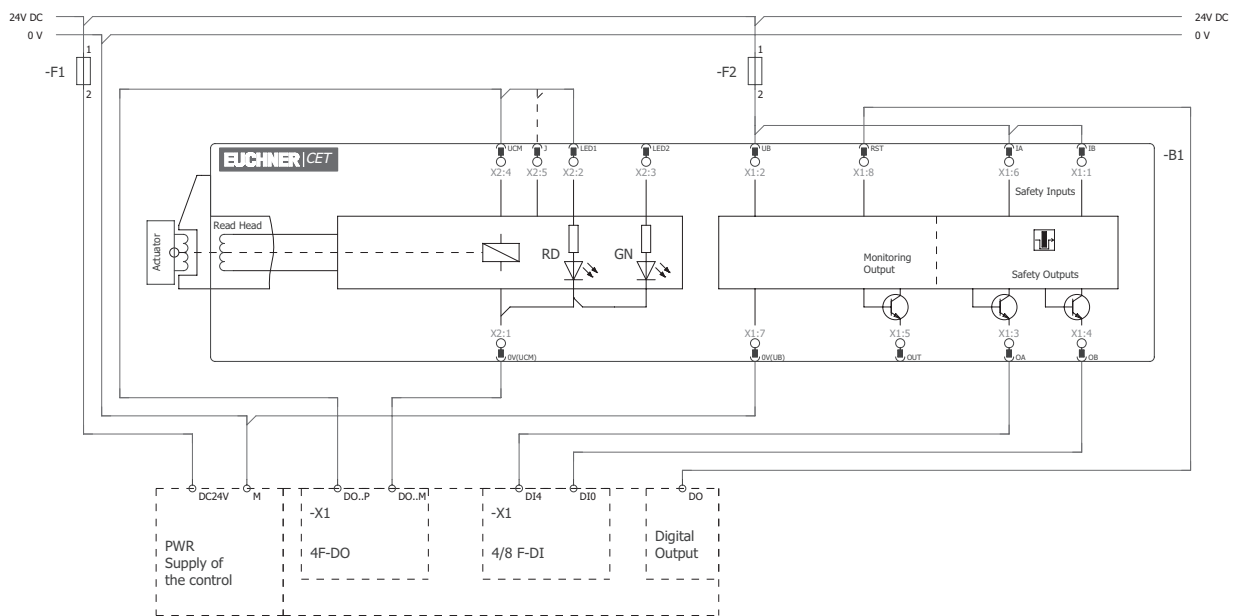 24V DC
24V DC
0 V
0 V
1
1
-F1
-F2
2
2
EUCHNER CET
UCM
J
LED1
LED2
UB
RST
IA
IB
-B1
X2:4
X2:5
X2:2
X2:3
X1:2
X1:8
X1:6
X1:1
Safety Inputs
Read Head
Actuator
RD
GN
Monitoring
Output
Safety Outputs
X2:1
X1:7
X1:5
X1:3
X1:4
0V(UCM)
0V(UB)
OUT
OA
OB
DC24V
M
DO..P
DO..M
DI4
DI0
DO
-X1
-X1
PWR
Supply of
the control
4F-DO
4/8 F-DI
Digital
Output